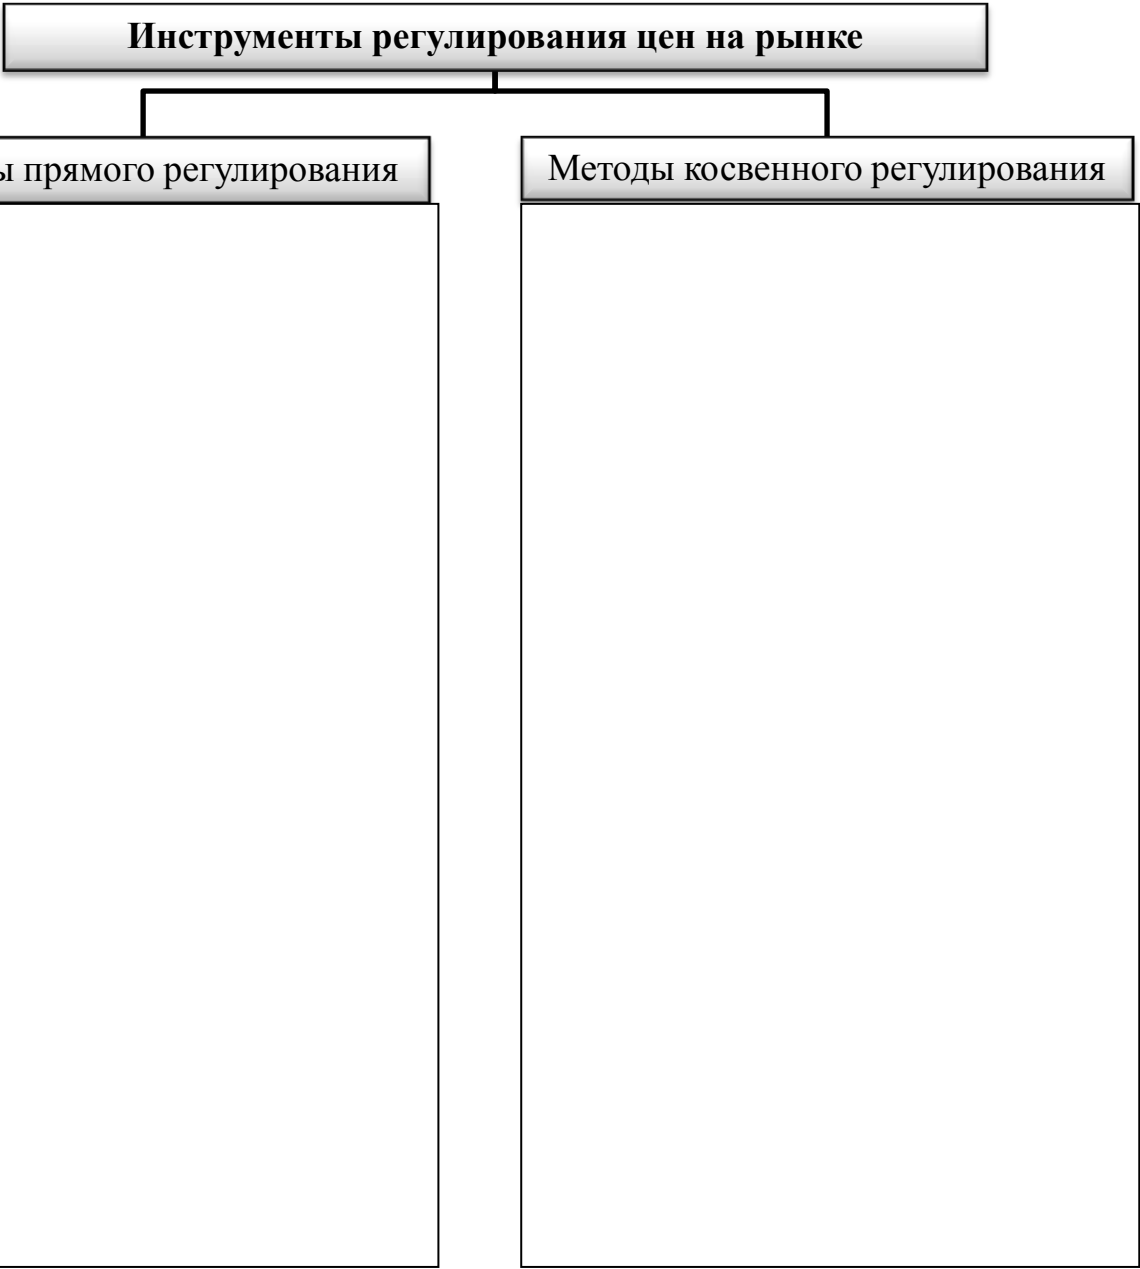 Инструменты регулирования цен на рынке
ы прямого регулирования
Методы косвенного регулирования